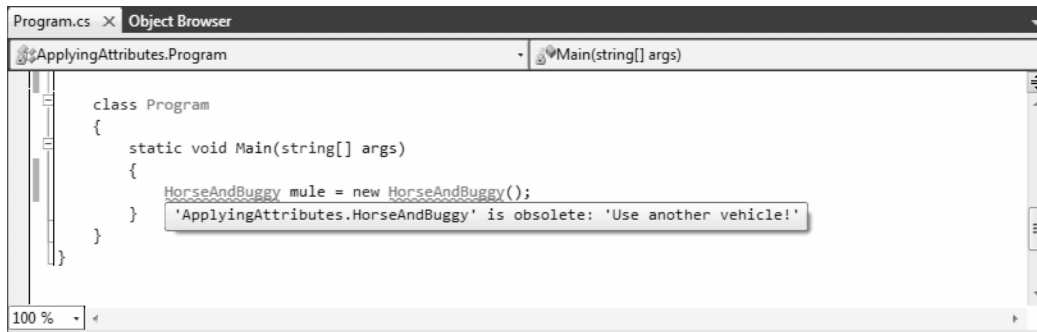 Program.cs Object Browser
ApplyingAttributes.Program Main(string[] args)
class Program
{
static void Main(string[] args)
{
HorseAndBuggy mule = new HorseAndBuggy();
} 'ApplyingAttributes.HorseAndBuggy' is obsolete: 'Use another vehicle!'
}
}
100 %